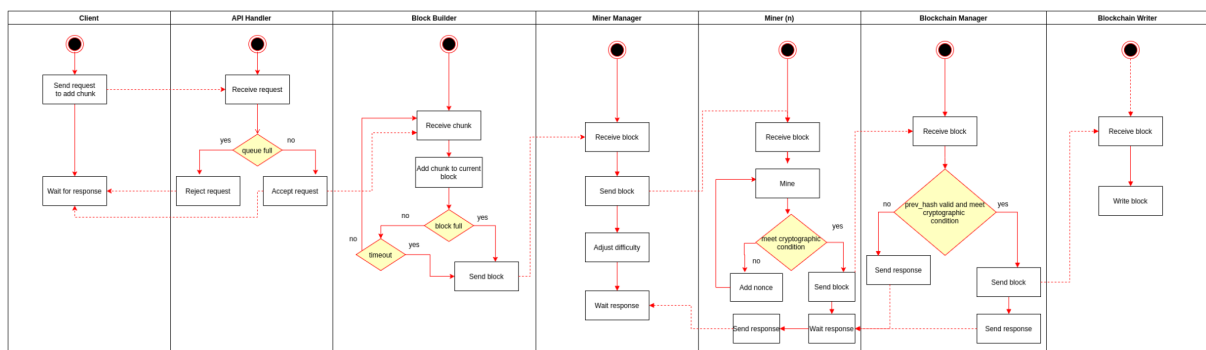 Client
API Handler
Block Builder
Miner Manager
Miner (n)
Blockchain Manager
Blockchain Writer
Send request
to add chunk
Wait for response
Receive request
yes
no
queue full
Reject request
Accept request
Receive chunk
Add chunk to current
block
no
yes
block full
no
yes
timeout
Send block
Receive block
Send block
Adjust difficulty
Wait response
Receive block
Mine
yes
meet cryptographic
condition
no
Add nonce
Send block
Send response
Wait response
Receive block
no
yes
prev_hash valid and meet
cryptographic
condition
Send response
Send block
Send response
Receive block
Write block